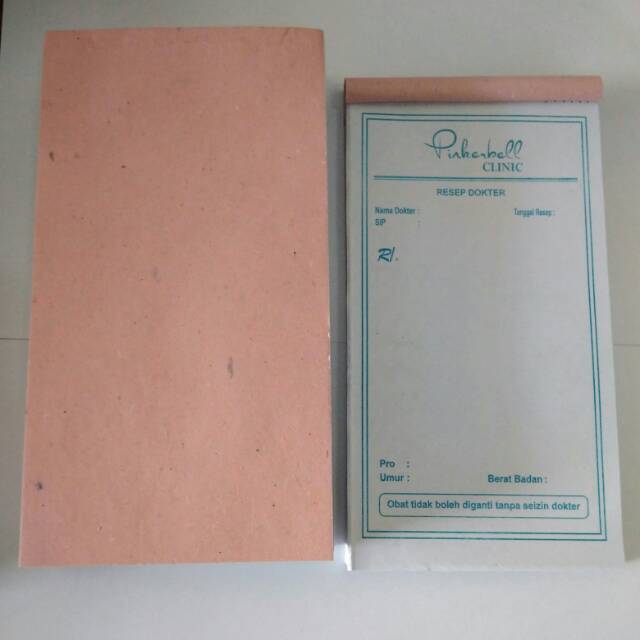 Pinkerbell
CLINIC
RESEP DOKTER
Nama Dokter : Tanggal Resep :
SIP :
R/.
Pro :
Umur : Berat Badan :
Obat tidak boleh diganti tanpa seizin dokter